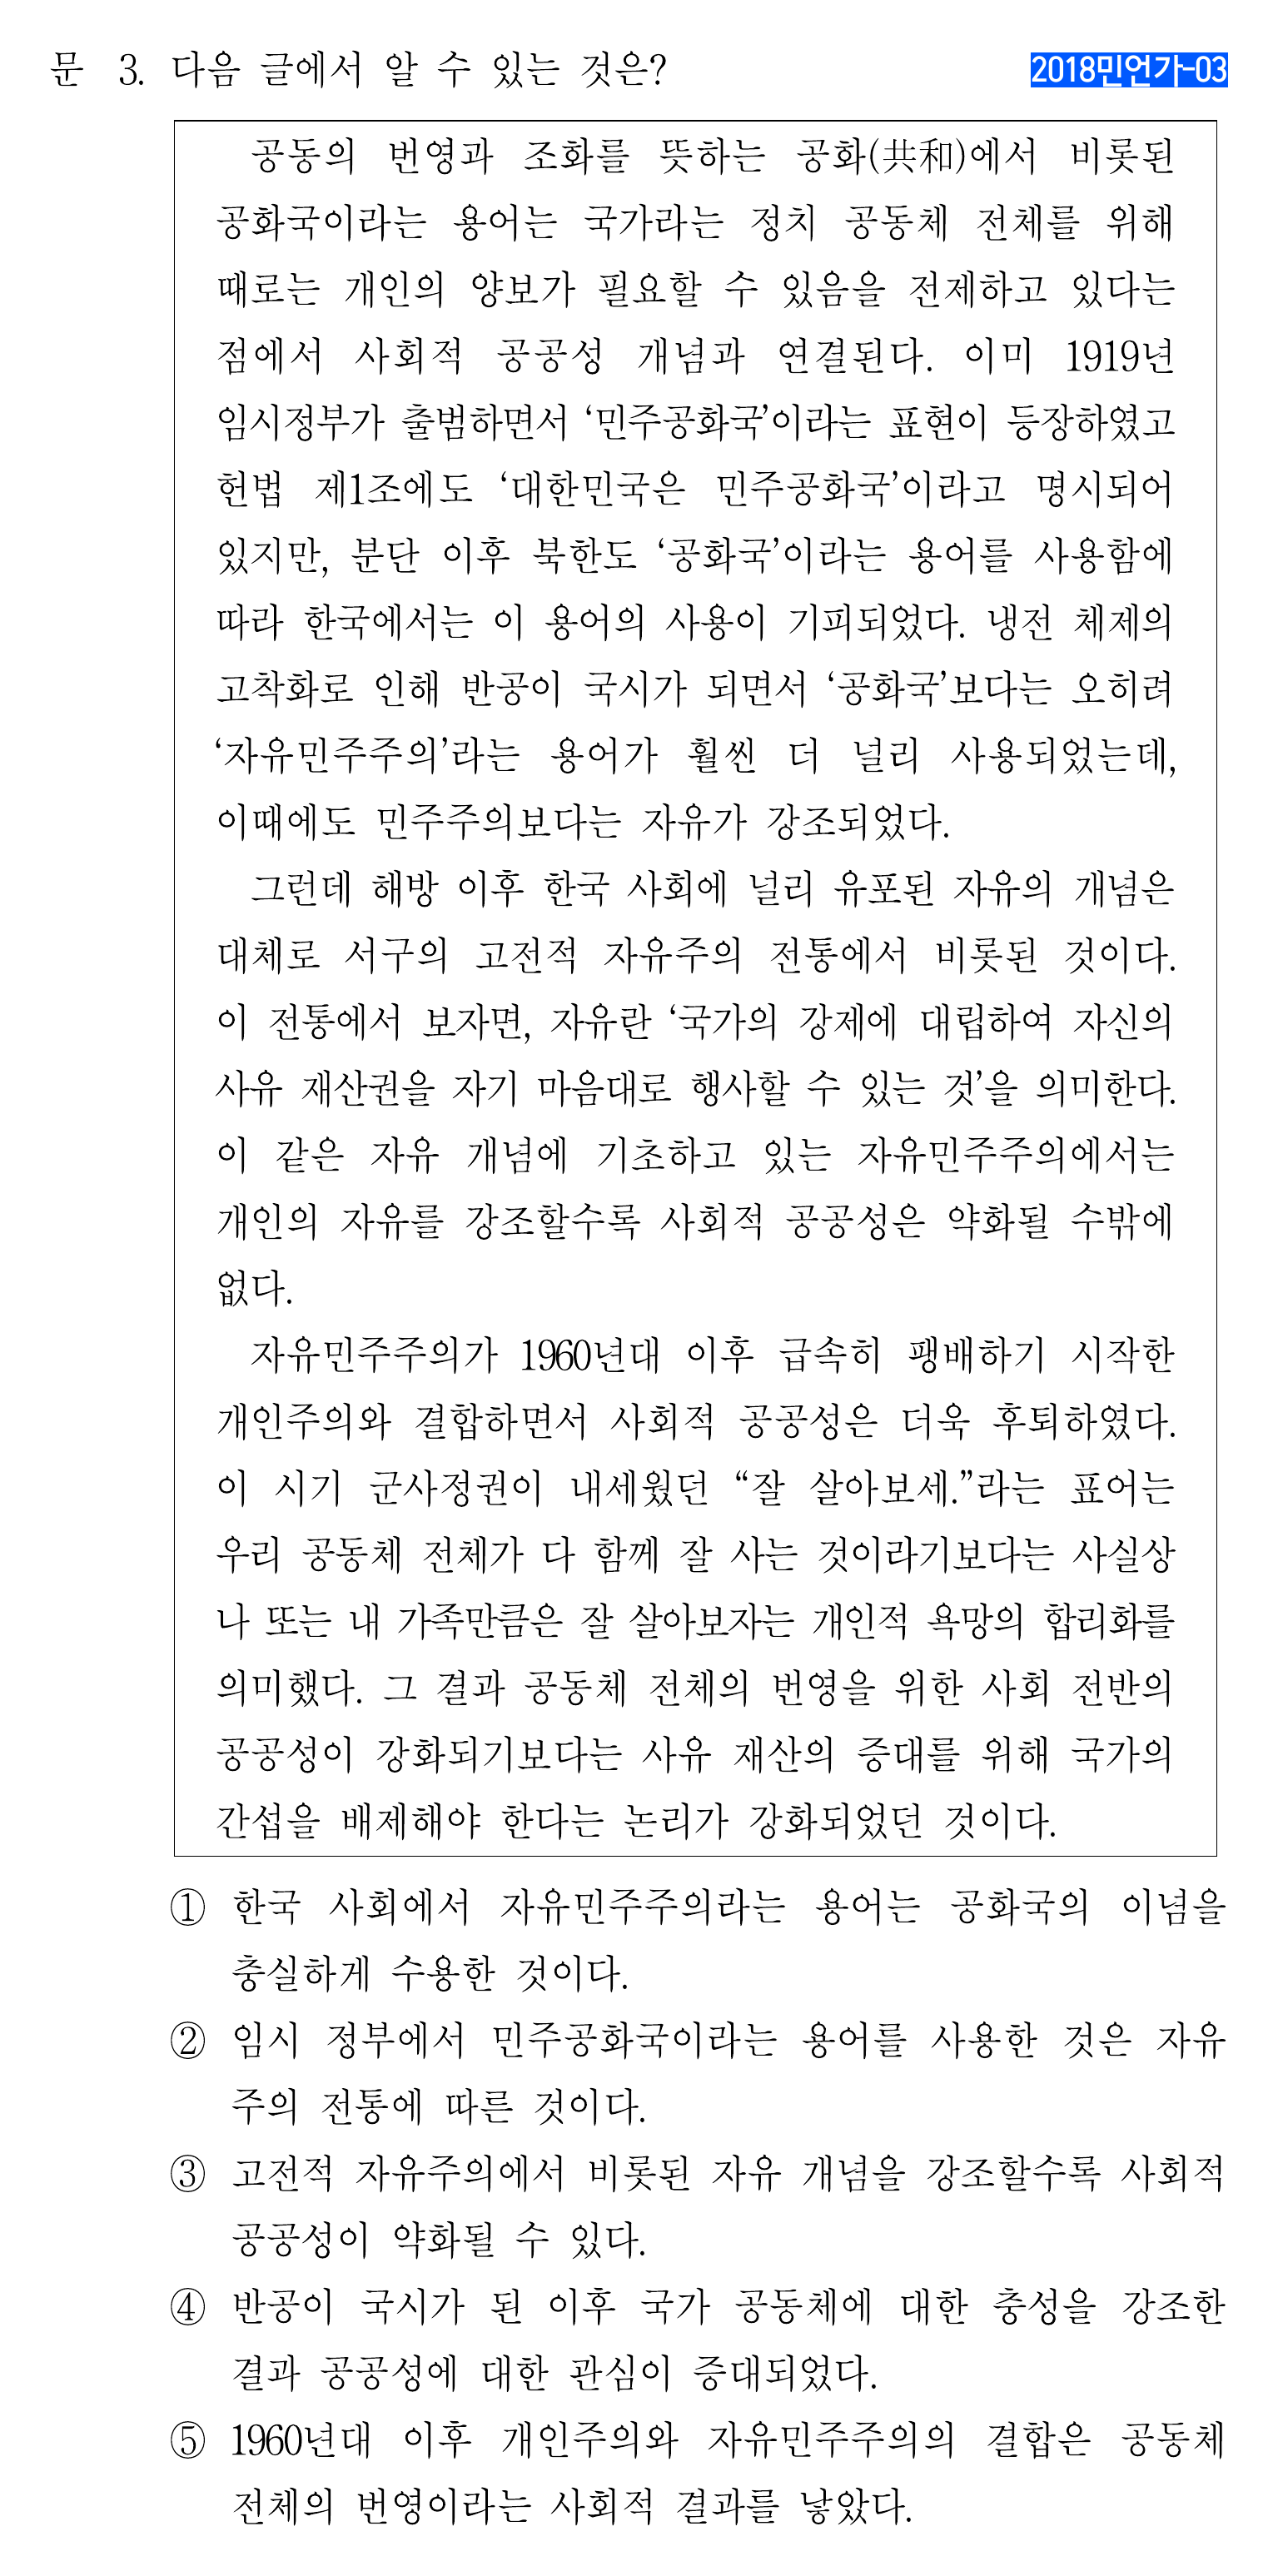 문 3. 다음 글에서 알 수 있는 것은?
2018민언가-03
공동의 번영과 조화를 뜻하는 공화(共和)에서 비롯된
공화국이라는 용어는 국가라는 정치 공동체 전체를 위해
때로는 개인의 양보가 필요할 수 있음을 전제하고 있다는
점에서 사회적 공공성 개념과 연결된다. 이미 1919년
임시정부가 출범하면서 ‘민주공화국’이라는 표현이 등장하였고
헌법 제1조에도 ‘대한민국은 민주공화국’이라고 명시되어
있지만, 분단 이후 북한도 ‘공화국’이라는 용어를 사용함에
따라 한국에서는 이 용어의 사용이 기피되었다. 냉전 체제의
고착화로 인해 반공이 국시가 되면서 ‘공화국’보다는 오히려
‘자유민주주의’라는 용어가 훨씬 더 널리 사용되었는데,
이때에도 민주주의보다는 자유가 강조되었다.
그런데 해방 이후 한국 사회에 널리 유포된 자유의 개념은
대체로 서구의 고전적 자유주의 전통에서 비롯된 것이다.
이 전통에서 보자면, 자유란 ‘국가의 강제에 대립하여 자신의
사유 재산권을 자기 마음대로 행사할 수 있는 것’을 의미한다.
이 같은 자유 개념에 기초하고 있는 자유민주주의에서는
개인의 자유를 강조할수록 사회적 공공성은 약화될 수밖에
없다.
자유민주주의가 1960년대 이후 급속히 팽배하기 시작한
개인주의와 결합하면서 사회적 공공성은 더욱 후퇴하였다.
이 시기 군사정권이 내세웠던 “잘 살아보세.”라는 표어는
우리 공동체 전체가 다 함께 잘 사는 것이라기보다는 사실상
나 또는 내 가족만큼은 잘 살아보자는 개인적 욕망의 합리화를
의미했다. 그 결과 공동체 전체의 번영을 위한 사회 전반의
공공성이 강화되기보다는 사유 재산의 증대를 위해 국가의
간섭을 배제해야 한다는 논리가 강화되었던 것이다.
① 한국 사회에서 자유민주주의라는 용어는 공화국의 이념을
충실하게 수용한 것이다.
② 임시 정부에서 민주공화국이라는 용어를 사용한 것은 자유
주의 전통에 따른 것이다.
③ 고전적 자유주의에서 비롯된 자유 개념을 강조할수록 사회적
공공성이 약화될 수 있다.
④ 반공이 국시가 된 이후 국가 공동체에 대한 충성을 강조한
결과 공공성에 대한 관심이 증대되었다.
⑤ 1960년대 이후 개인주의와 자유민주주의의 결합은 공동체
전체의 번영이라는 사회적 결과를 낳았다.